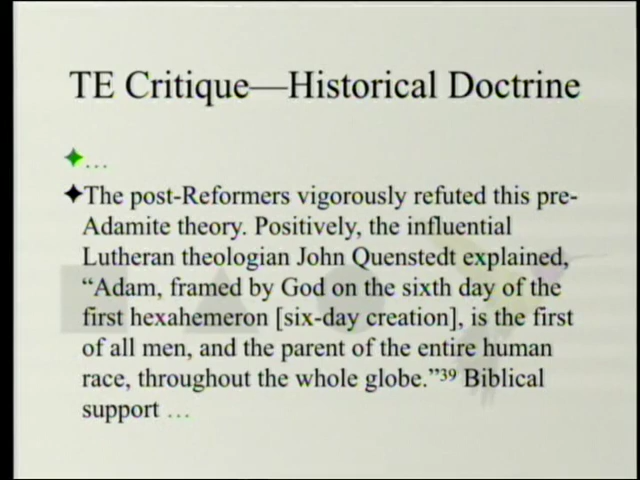 TE Critique—Historical Doctrine
✦…
✦The post-Reformers vigorously refuted this pre-
Adamite theory. Positively, the influential
Lutheran theologian John Quenstedt explained,
“Adam, framed by God on the sixth day of the
first hexahemeron [six-day creation], is the first
of all men, and the parent of the entire human
race, throughout the whole globe.”³⁹ Biblical
support …